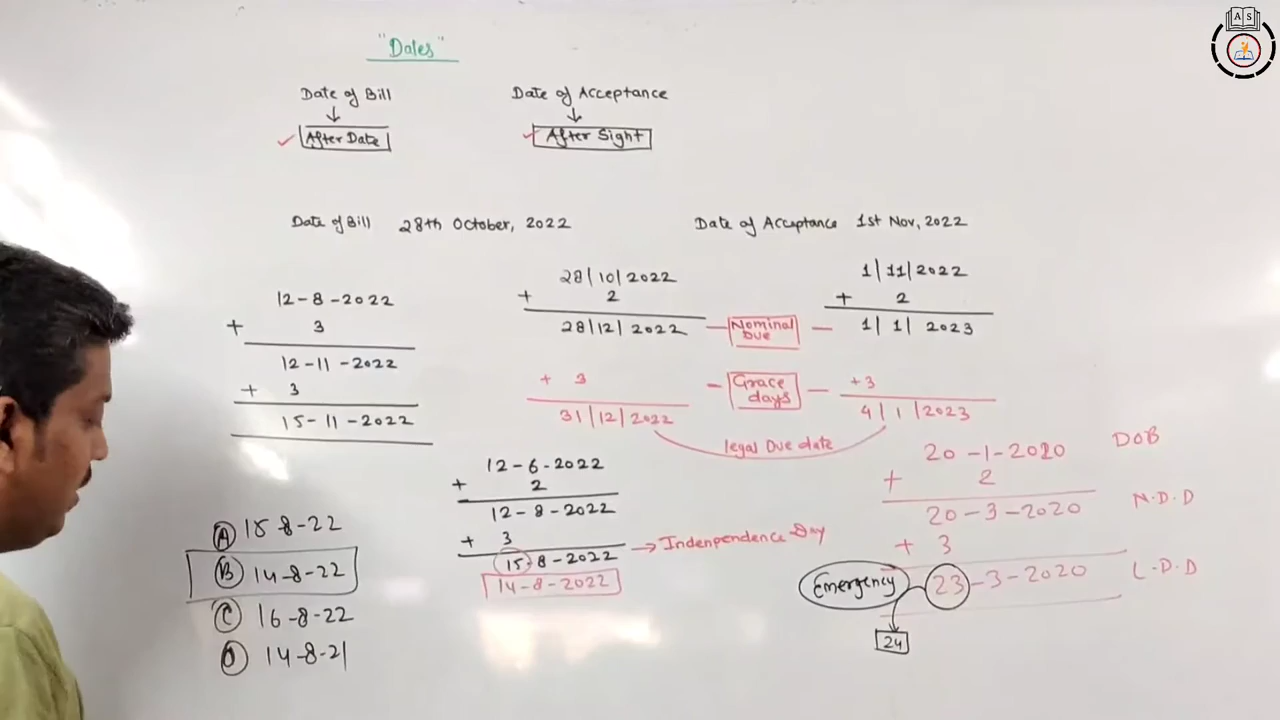 A S
"Dates"
Date of Bill
After Date
Date of Acceptance
After Sight
Date of Bill 28th October, 2022
Date of Acceptance 1st Nov, 2022
12-8-2022
+ 3
12-11-2022
+ 3
15-11-2022
28/10/2022
+ 2
28/12/2022
+ 3
31/12/2022
Nominal
Due
Grace
days
legal Due date
1/11/2022
+ 2
1/1/2023
+3
4/1/2023
12-6-2022
+ 2
12-8-2022
+ 3
15-8-2022
Indenpendence Day
14-8-2022
A 15-8-22
B 14-8-22
C 16-8-22
D 14-8-21
20-1-2020 DOB
+ 2
20-3-2020 N.D.D
+ 3
Emergency 23-3-2020 L.D.D
24